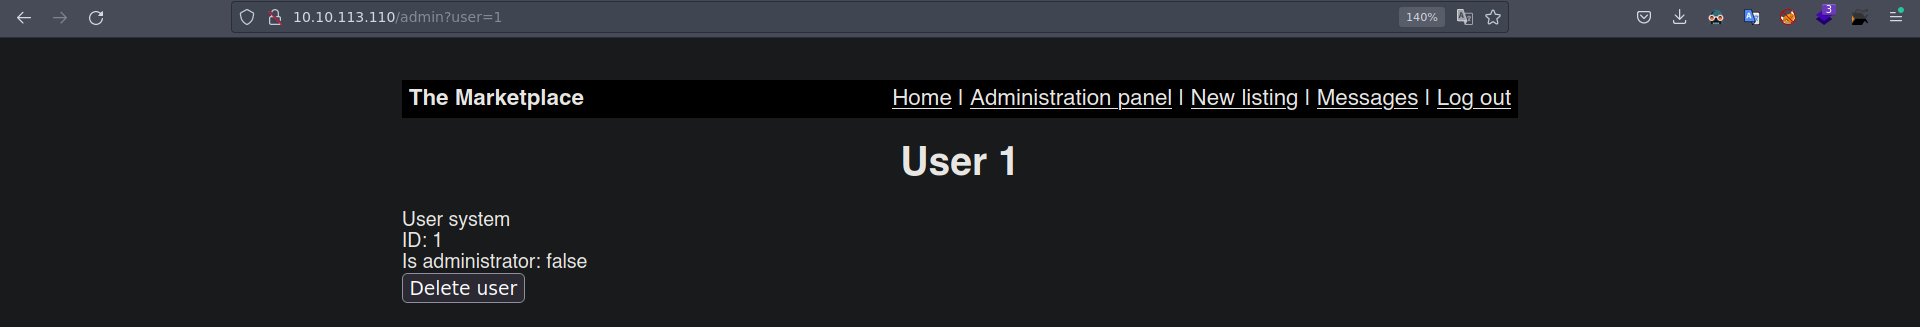 10.10.113.110/admin?user=1 140% 3
The Marketplace Home | Administration panel | New listing | Messages | Log out
User 1
User system
ID: 1
Is administrator: false
Delete user